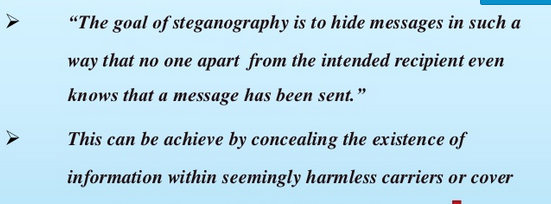 “The goal of steganography is to hide messages in such a
way that no one apart from the intended recipient even
knows that a message has been sent.”
This can be achieve by concealing the existence of
information within seemingly harmless carriers or cover